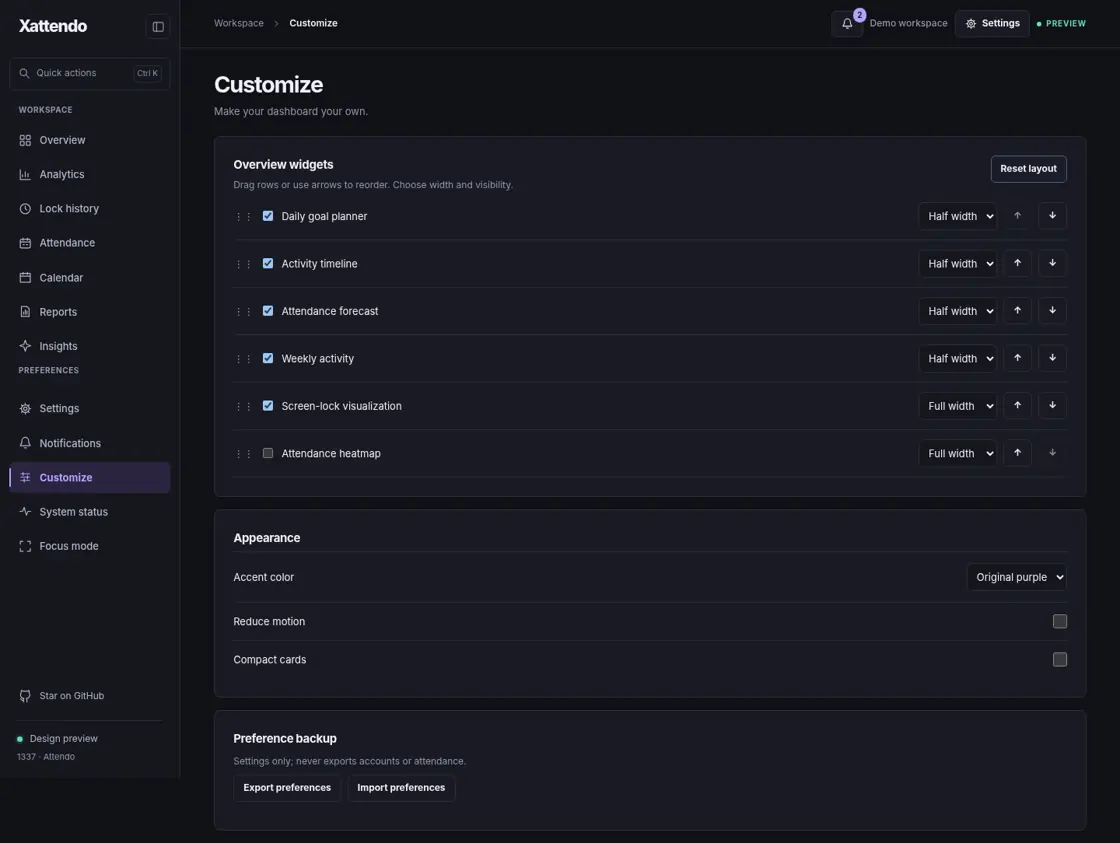 Xattendo
Workspace > Customize
2
Demo workspace
Settings
PREVIEW
Quick actions
Ctrl K
WORKSPACE
Overview
Analytics
Lock history
Attendance
Calendar
Reports
Insights
PREFERENCES
Settings
Notifications
Customize
System status
Focus mode
Star on GitHub
Design preview
1337 · Attendo
Customize
Make your dashboard your own.
Overview widgets
Drag rows or use arrows to reorder. Choose width and visibility.
Reset layout
Daily goal planner Half width ↑ ↓
Activity timeline Half width ↑ ↓
Attendance forecast Half width ↑ ↓
Weekly activity Half width ↑ ↓
Screen-lock visualization Full width ↑ ↓
Attendance heatmap Full width ↑ ↓
Appearance
Accent color Original purple
Reduce motion
Compact cards
Preference backup
Settings only; never exports accounts or attendance.
Export preferences Import preferences